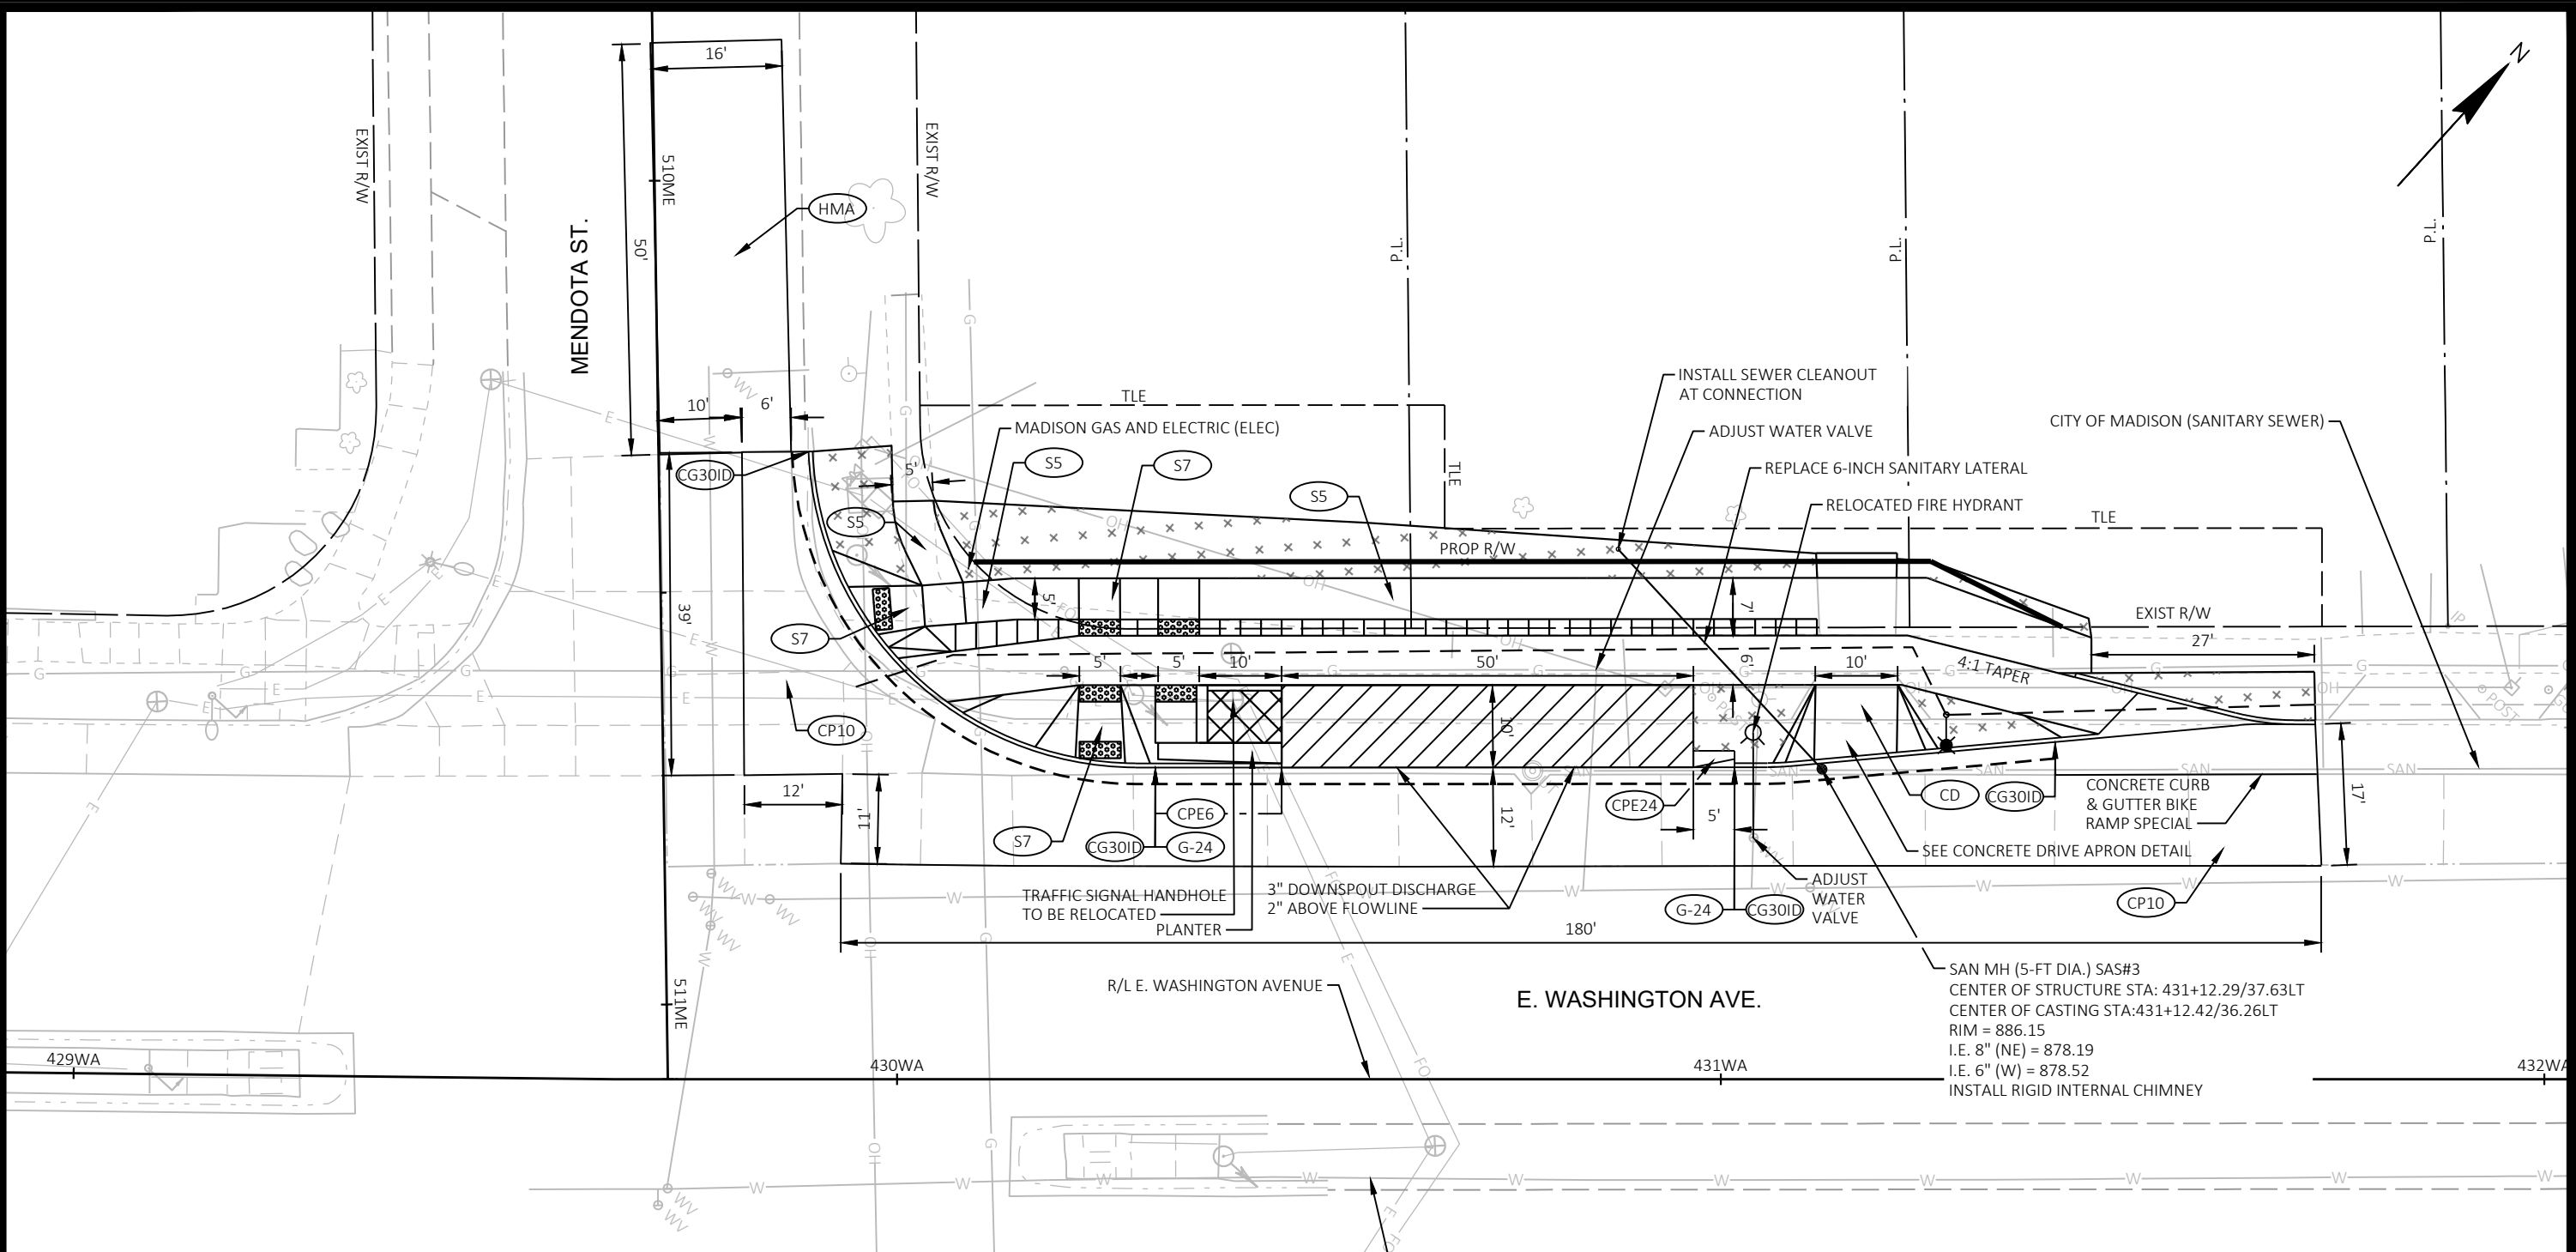 N
16'
EXIST R/W
EXIST R/W
510ME
HMA
50'
MENDOTA ST.
P.L.
P.L.
P.L.
10'
6'
TLE
MADISON GAS AND ELECTRIC (ELEC)
INSTALL SEWER CLEANOUT
AT CONNECTION
ADJUST WATER VALVE
REPLACE 6-INCH SANITARY LATERAL
RELOCATED FIRE HYDRANT
CITY OF MADISON (SANITARY SEWER)
CG30ID
5'
S5
S7
S5
TLE
TLE
S5
PROP R/W
39'
S7
5'
7'
EXIST R/W
27'
5'
5'
10'
50'
6'
10'
4:1 TAPER
CP10
10'
12'
11'
S7
CPE6
CG30ID
G-24
12'
CPE24
5'
CD
CG30ID
CONCRETE CURB
& GUTTER BIKE
RAMP SPECIAL
17'
SEE CONCRETE DRIVE APRON DETAIL
TRAFFIC SIGNAL HANDHOLE
TO BE RELOCATED
PLANTER
3" DOWNSPOUT DISCHARGE
2" ABOVE FLOWLINE
G-24
CG30ID
ADJUST
WATER
VALVE
CP10
180'
R/L E. WASHINGTON AVENUE
E. WASHINGTON AVE.
SAN MH (5-FT DIA.) SAS#3
CENTER OF STRUCTURE STA: 431+12.29/37.63LT
CENTER OF CASTING STA:431+12.42/36.26LT
RIM = 886.15
I.E. 8" (NE) = 878.19
I.E. 6" (W) = 878.52
INSTALL RIGID INTERNAL CHIMNEY
511ME
429WA
430WA
431WA
432WA